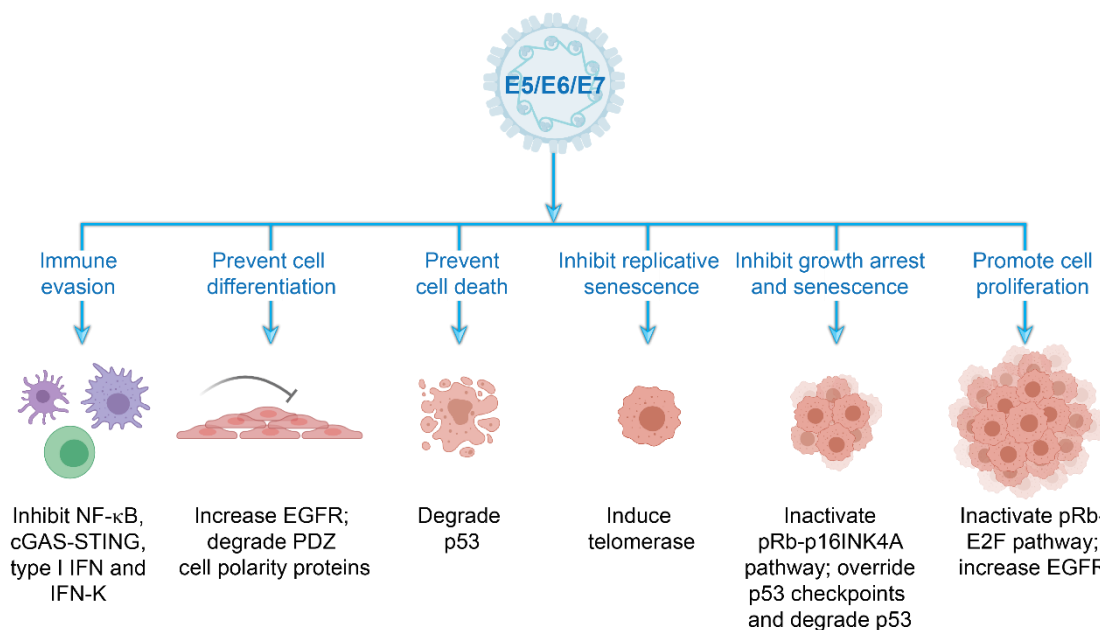 E5/E6/E7
Immune
evasion
Prevent cell
differentiation
Prevent
cell death
Inhibit replicative
senescence
Inhibit growth arrest
and senescence
Promote cell
proliferation
Inhibit NF-κB,
cGAS-STING,
type I IFN and
IFN-K
Increase EGFR;
degrade PDZ
cell polarity proteins
Degrade
p53
Induce
telomerase
Inactivate
pRb-p16INK4A
pathway; override
p53 checkpoints
and degrade p53
Inactivate pRb-
E2F pathway;
increase EGFR